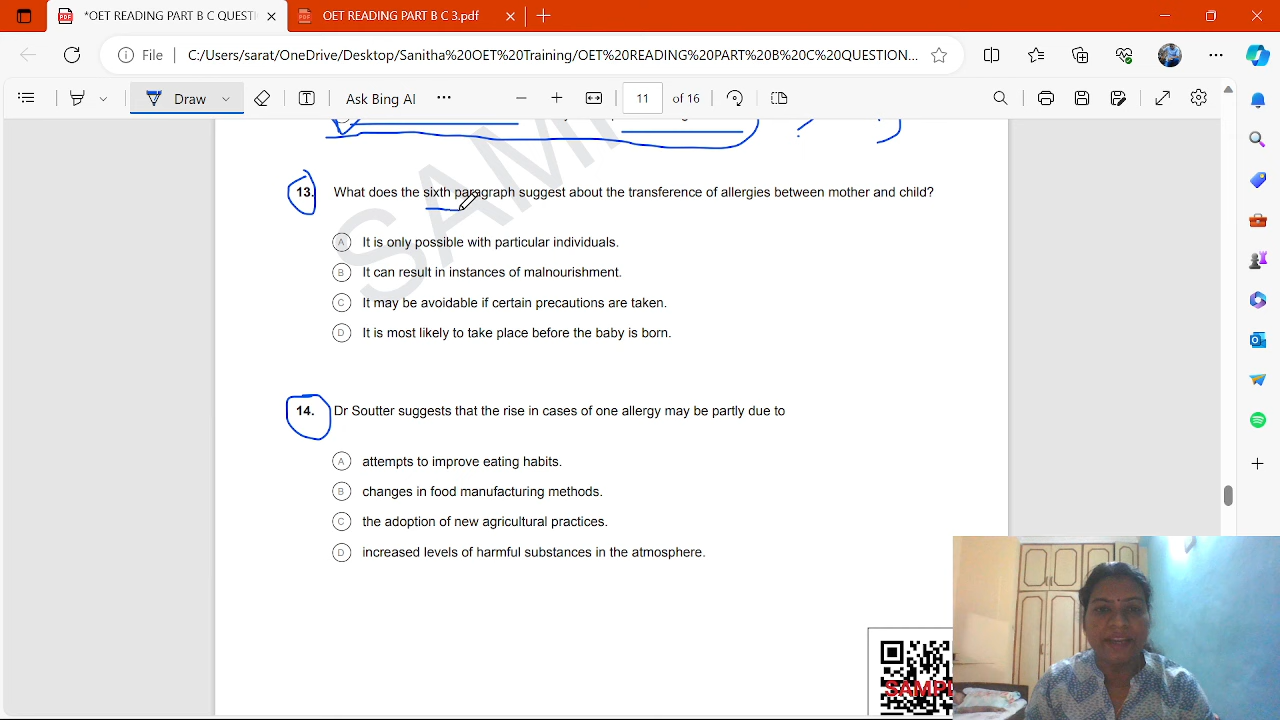 *OET READING PART B C QUESTI
OET READING PART B C 3.pdf
File
C:/Users/sarat/OneDrive/Desktop/Sanitha%20OET%20Training/OET%20READING%20PART%20B%20C%20QUESTION...
Draw
Ask Bing AI
11 of 16
SAMPL
13. What does the sixth paragraph suggest about the transference of allergies between mother and child?
A It is only possible with particular individuals.
B It can result in instances of malnourishment.
C It may be avoidable if certain precautions are taken.
D It is most likely to take place before the baby is born.
14. Dr Soutter suggests that the rise in cases of one allergy may be partly due to
A attempts to improve eating habits.
B changes in food manufacturing methods.
C the adoption of new agricultural practices.
D increased levels of harmful substances in the atmosphere.
SAMPL